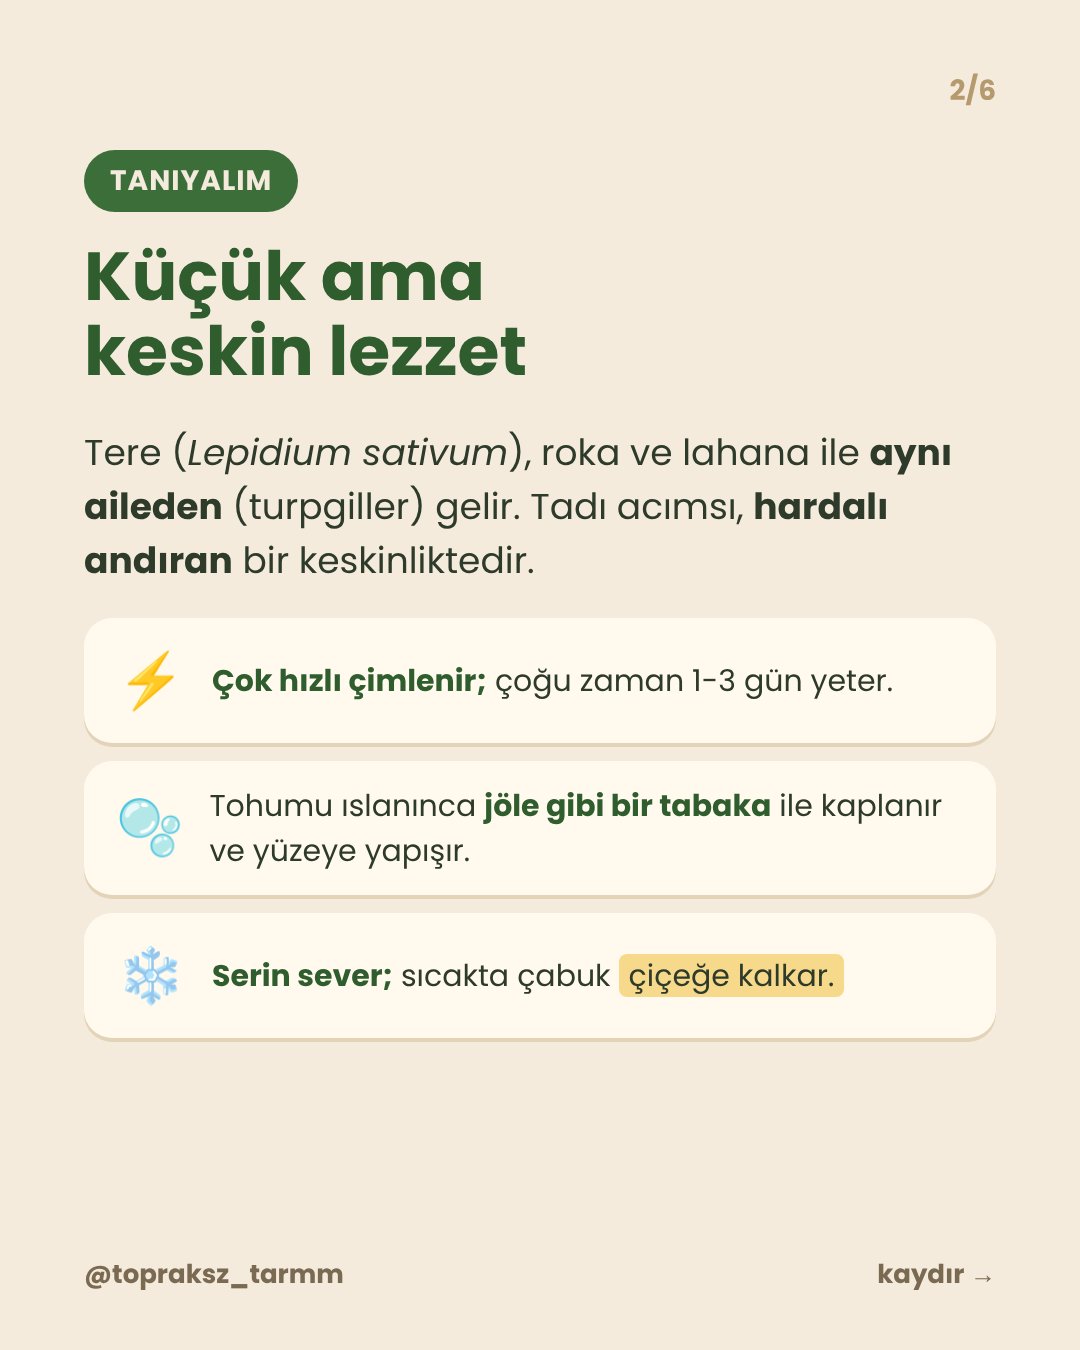 2/6
TANIYALIM
Küçük ama
keskin lezzet
Tere (Lepidium sativum), roka ve lahana ile aynı
aileden (turpgiller) gelir. Tadı acımsı, hardalı
andıran bir keskinliktedir.
Çok hızlı çimlenir; çoğu zaman 1-3 gün yeter.
Tohumu ıslanınca jöle gibi bir tabaka ile kaplanır
ve yüzeye yapışır.
Serin sever; sıcakta çabuk çiçeğe kalkar.
@topraksz_tarmm
kaydır →